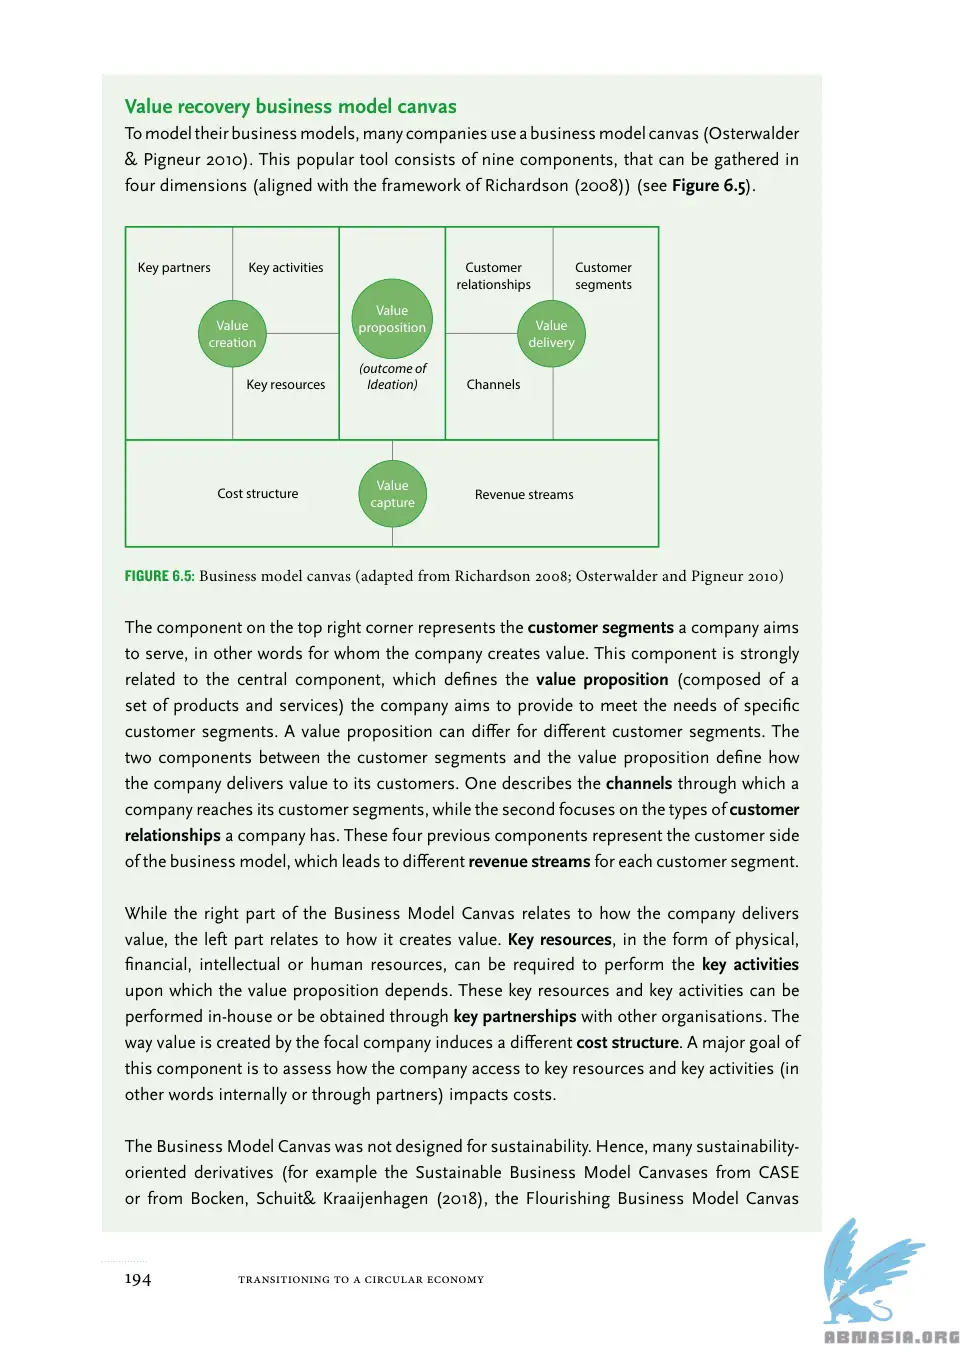 Value recovery business model canvas
To model their business models, many companies use a business model canvas (Osterwalder
& Pigneur 2010). This popular tool consists of nine components, that can be gathered in
four dimensions (aligned with the framework of Richardson (2008)) (see Figure 6.5).
Key partners
Key activities
Customer
relationships
Customer
segments
Value
creation
Value
proposition
Value
delivery
(outcome of
Ideation)
Key resources
Channels
Cost structure
Value
capture
Revenue streams
FIGURE 6.5: Business model canvas (adapted from Richardson 2008; Osterwalder and Pigneur 2010)
The component on the top right corner represents the customer segments a company aims
to serve, in other words for whom the company creates value. This component is strongly
related to the central component, which defines the value proposition (composed of a
set of products and services) the company aims to provide to meet the needs of specific
customer segments. A value proposition can differ for different customer segments. The
two components between the customer segments and the value proposition define how
the company delivers value to its customers. One describes the channels through which a
company reaches its customer segments, while the second focuses on the types of customer
relationships a company has. These four previous components represent the customer side
of the business model, which leads to different revenue streams for each customer segment.
While the right part of the Business Model Canvas relates to how the company delivers
value, the left part relates to how it creates value. Key resources, in the form of physical,
financial, intellectual or human resources, can be required to perform the key activities
upon which the value proposition depends. These key resources and key activities can be
performed in-house or be obtained through key partnerships with other organisations. The
way value is created by the focal company induces a different cost structure. A major goal of
this component is to assess how the company access to key resources and key activities (in
other words internally or through partners) impacts costs.
The Business Model Canvas was not designed for sustainability. Hence, many sustainability-
oriented derivatives (for example the Sustainable Business Model Canvases from CASE
or from Bocken, Schuit& Kraaijenhagen (2018), the Flourishing Business Model Canvas
194
TRANSITIONING TO A CIRCULAR ECONOMY
ABNASIA.ORG